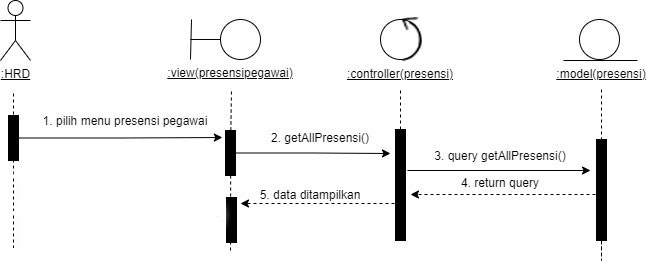 :HRD
:view(presensipegawai)
:controller(presensi)
:model(presensi)
1. pilih menu presensi pegawai
2. getAllPresensi()
3. query getAllPresensi()
4. return query
5. data ditampilkan